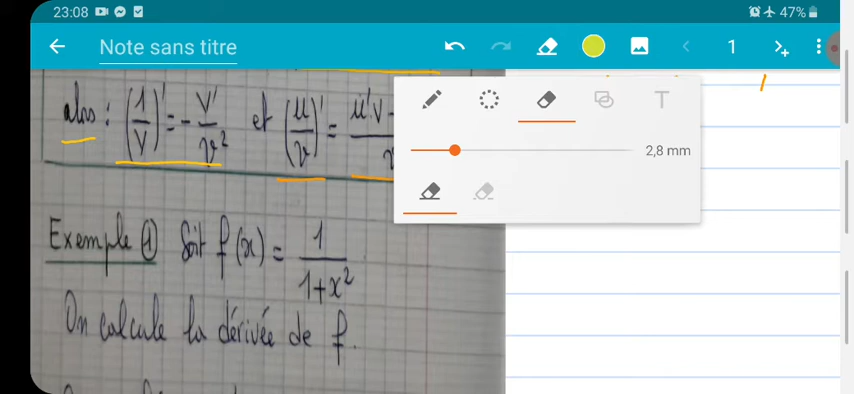 23:08 47%
Note sans titre 1
T
2,8 mm
alors : (1/V)' = - V'/v² et (u/v)' = u'v -
Exemple ① Soit f(x) = 1/(1+x²)
On calcule la dérivée de f.